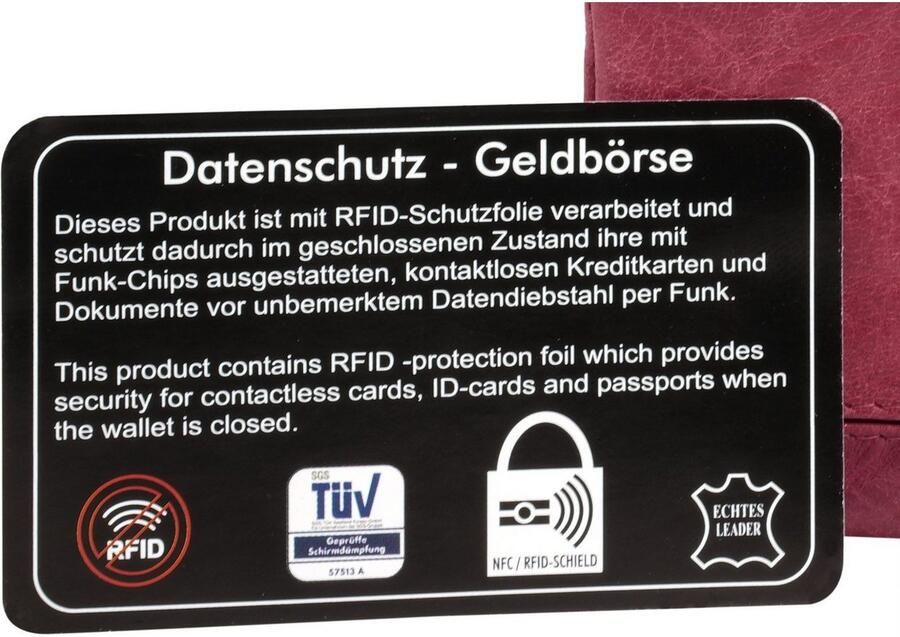 Datenschutz - Geldbörse
Dieses Produkt ist mit RFID-Schutzfolie verarbeitet und
schutzt dadurch im geschlossenen Zustand ihre mit
Funk-Chips ausgestatteten, kontaktlosen Kreditkarten und
Dokumente vor unbemerktem Datendiebstahl per Funk.
This product contains RFID -protection foil which provides
security for contactless cards, ID-cards and passports when
the wallet is closed.
RFID
SGS
TÜV
Geprüfte
Schirmdämpfung
57513 A
NFC / RFID-SHIELD
ECHTES
LEADER